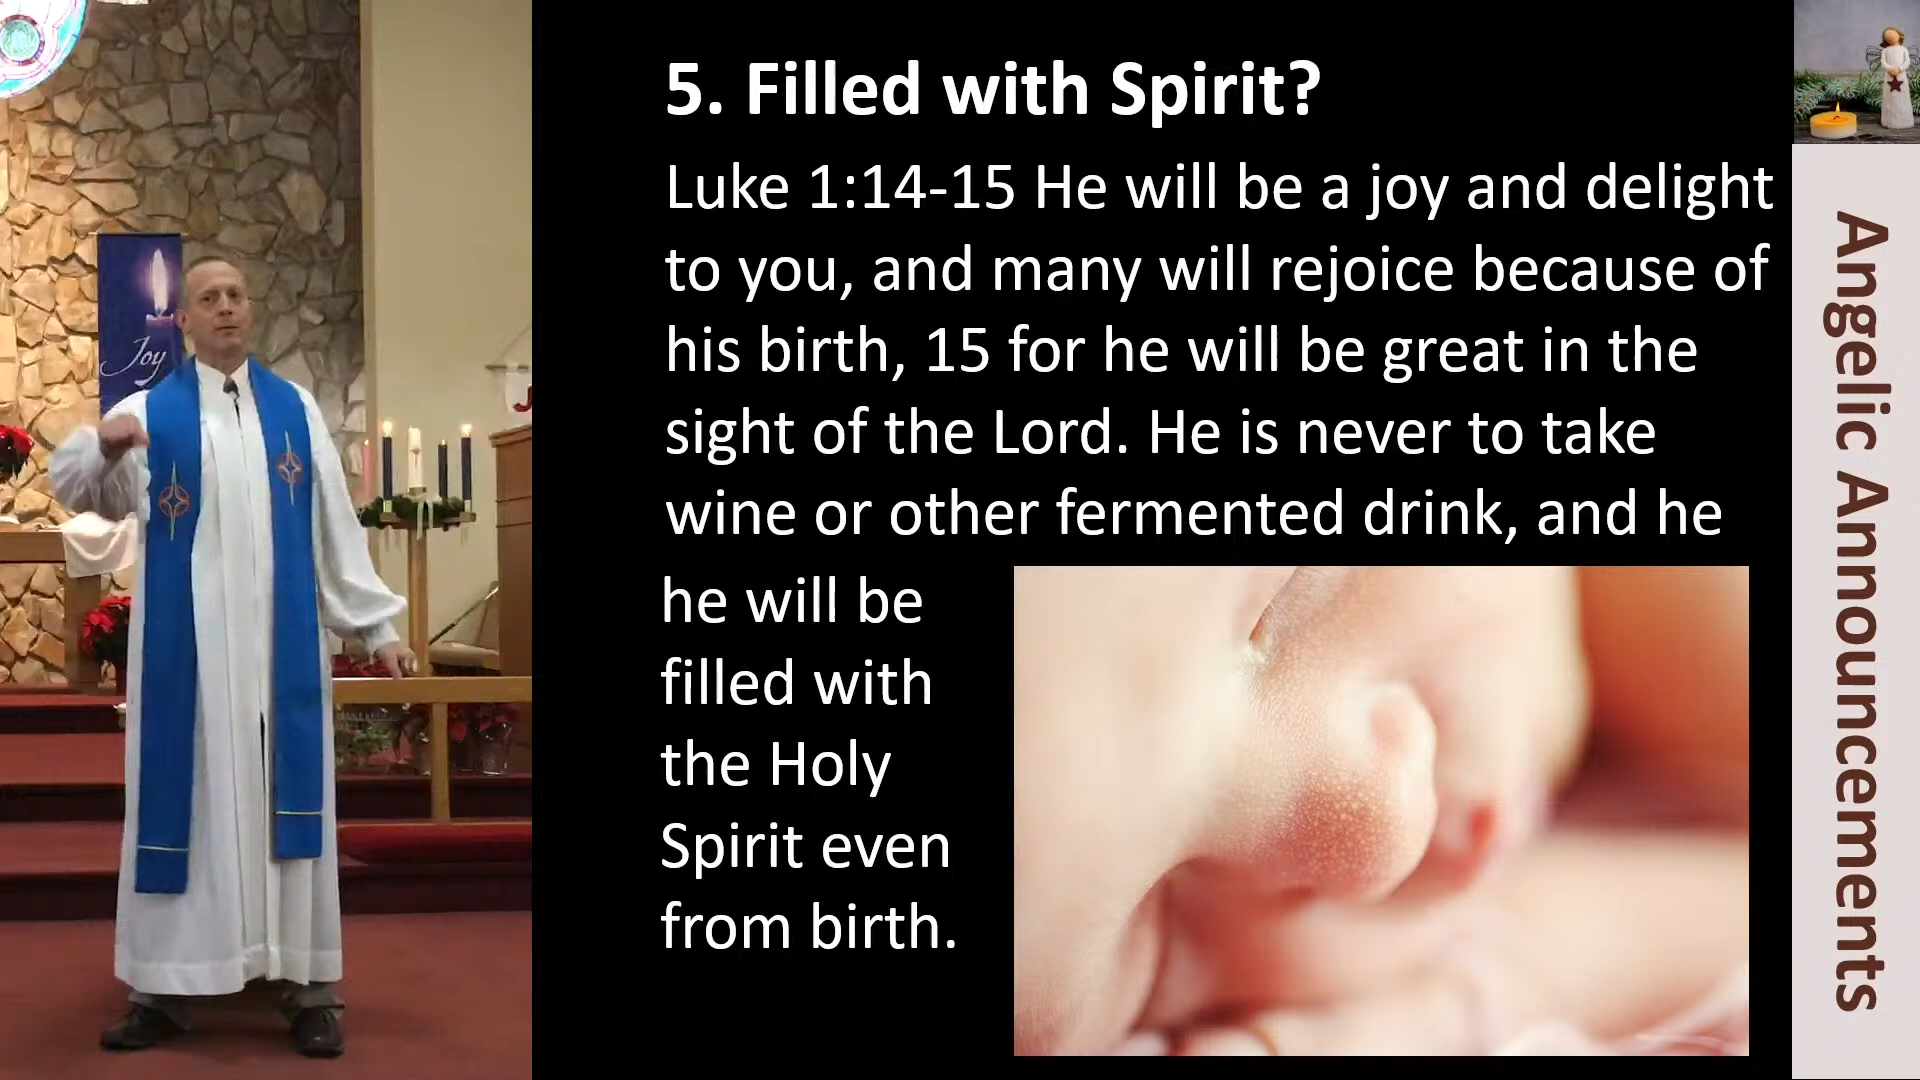 5. Filled with Spirit?
Luke 1:14-15 He will be a joy and delight
to you, and many will rejoice because of
his birth, 15 for he will be great in the
sight of the Lord. He is never to take
wine or other fermented drink, and he
he will be
filled with
the Holy
Spirit even
from birth.
Angelic Announcements
Joy